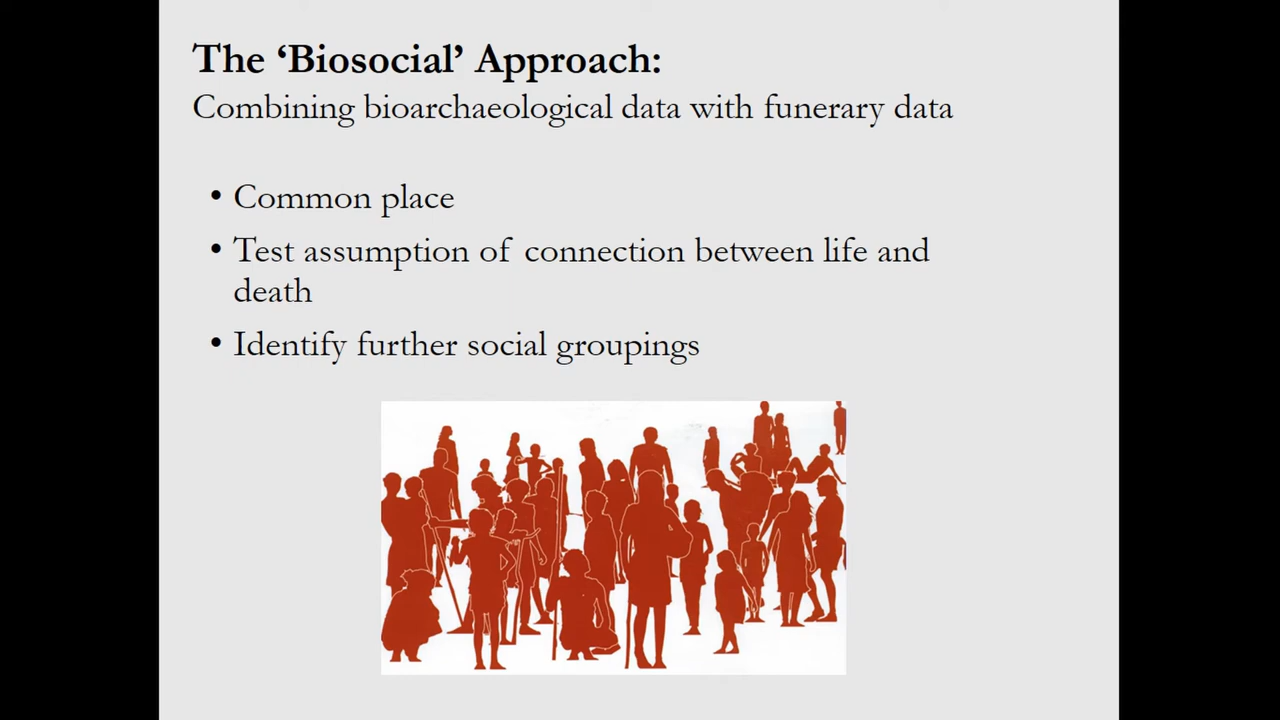 The ‘Biosocial’ Approach:
Combining bioarchaeological data with funerary data
• Common place
• Test assumption of connection between life and
death
• Identify further social groupings